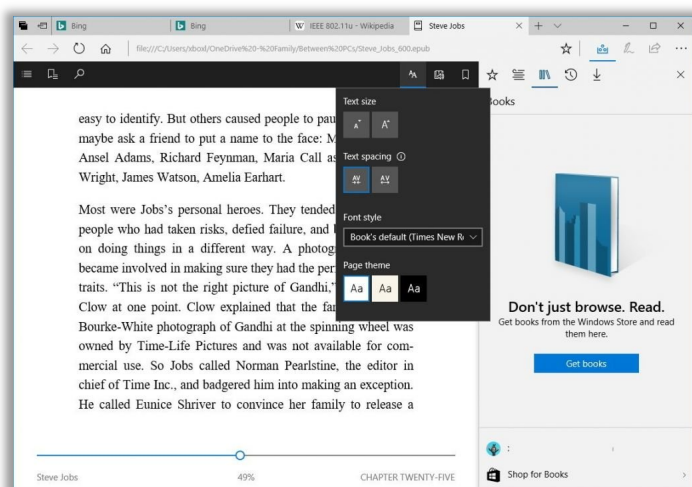 Bing
Bing
W IEEE 802.11u - Wikipedia
Steve Jobs
file:///C:/Users/xboxl/OneDrive%20-%20Family/Between%20PCs/Steve_Jobs_600.epub
easy to identify. But others caused people to pau
maybe ask a friend to put a name to the face: M
Ansel Adams, Richard Feynman, Maria Call as
Wright, James Watson, Amelia Earhart.
Most were Jobs’s personal heroes. They tended
people who had taken risks, defied failure, and b
on doing things in a different way. A photog
became involved in making sure they had the per
traits. “This is not the right picture of Gandhi,”
Clow at one point. Clow explained that the fa
Bourke-White photograph of Gandhi at the spinning wheel was
owned by Time-Life Pictures and was not available for com-
mercial use. So Jobs called Norman Pearlstine, the editor in
chief of Time Inc., and badgered him into making an exception.
He called Eunice Shriver to convince her family to release a
Steve Jobs
49%
CHAPTER TWENTY-FIVE
Text size
A A
Text spacing
AV AV
Font style
Book's default (Times New R
Page theme
Aa Aa Aa
Books
Don't just browse. Read.
Get books from the Windows Store and read
them here.
Get books
Shop for Books